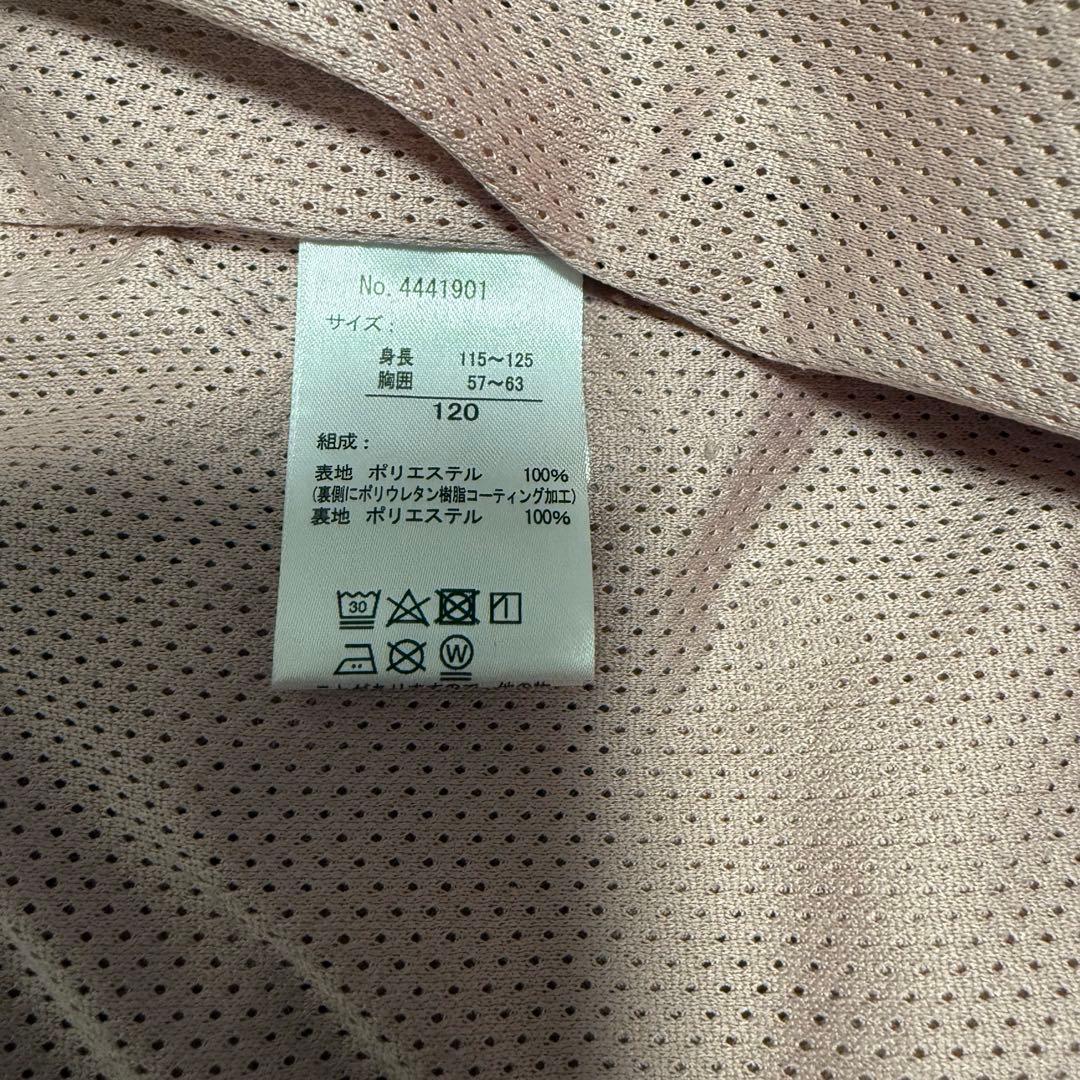 No. 4441901
サイズ：
身長 115～125
胸囲 57～63
120
組成：
表地 ポリエステル 100%
(裏側にポリウレタン樹脂コーティング加工)
裏地 ポリエステル 100%
30
W